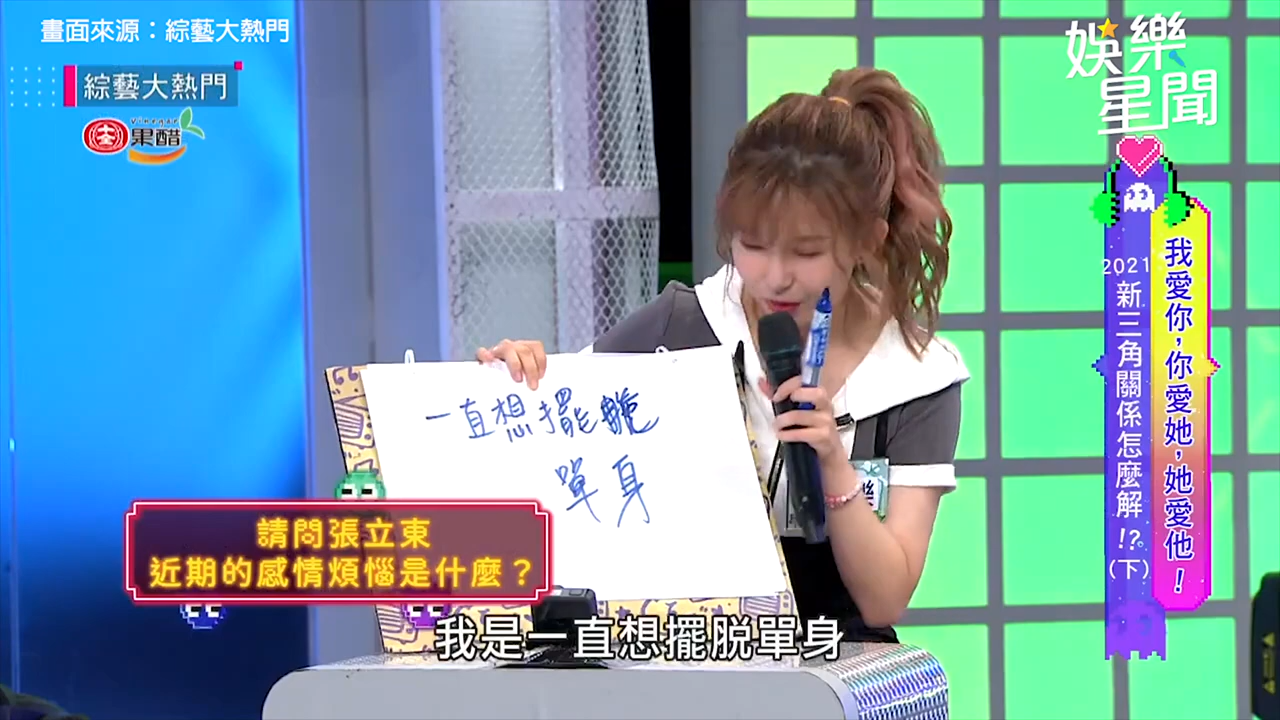 畫面來源：綜藝大熱門
綜藝大熱門
Vinegar
果醋
娛樂
星聞
我愛你，你愛她，她愛他！
2021新三角關係怎麼解!?(下)
一直想擺離
單身
請問張立東
近期的感情煩惱是什麼？
我是一直想擺脫單身